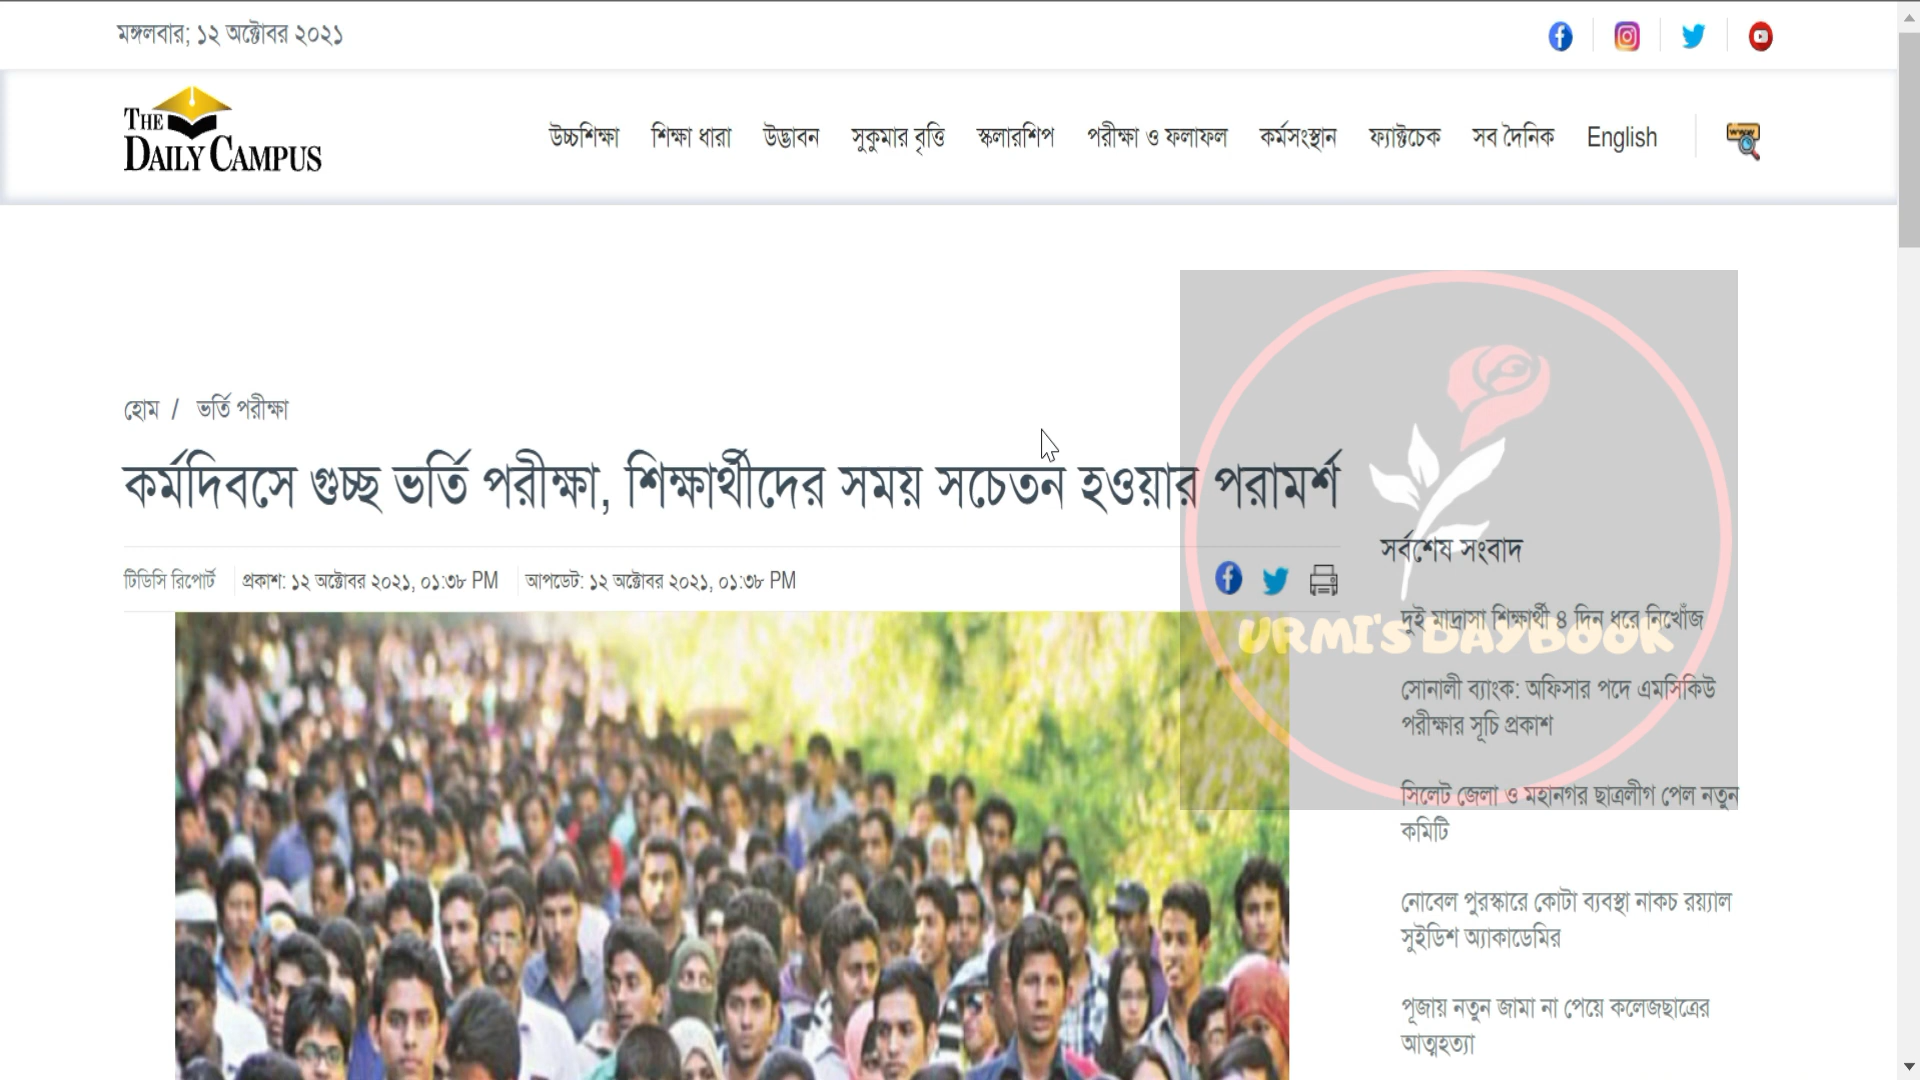 মঙ্গলবার; ১২ অক্টোবর ২০২১
THE DAILY CAMPUS
উচ্চশিক্ষা শিক্ষা ধারা উদ্ভাবন সুকুমার বৃত্তি স্কলারশিপ পরীক্ষা ও ফলাফল কর্মসংস্থান ফ্যাক্টচেক সব দৈনিক English
হোম / ভর্তি পরীক্ষা
কর্মদিবসে গুচ্ছ ভর্তি পরীক্ষা, শিক্ষার্থীদের সময় সচেতন হওয়ার পরামর্শ
টিডিসি রিপোর্ট প্রকাশ: ১২ অক্টোবর ২০২১, ০১:৩৮ PM আপডেট: ১২ অক্টোবর ২০২১, ০১:৩৮ PM
সর্বশেষ সংবাদ
দুই মাদ্রাসা শিক্ষার্থী ৪ দিন ধরে নিখোঁজ
URMI'S DAYBOOK
সোনালী ব্যাংক: অফিসার পদে এমসিকিউ
পরীক্ষার সূচি প্রকাশ
সিলেট জেলা ও মহানগর ছাত্রলীগ পেল নতুন
কমিটি
নোবেল পুরস্কারে কোটা ব্যবস্থা নাকচ রয়্যাল
সুইডিশ অ্যাকাডেমির
পূজায় নতুন জামা না পেয়ে কলেজছাত্রের
আত্মহত্যা